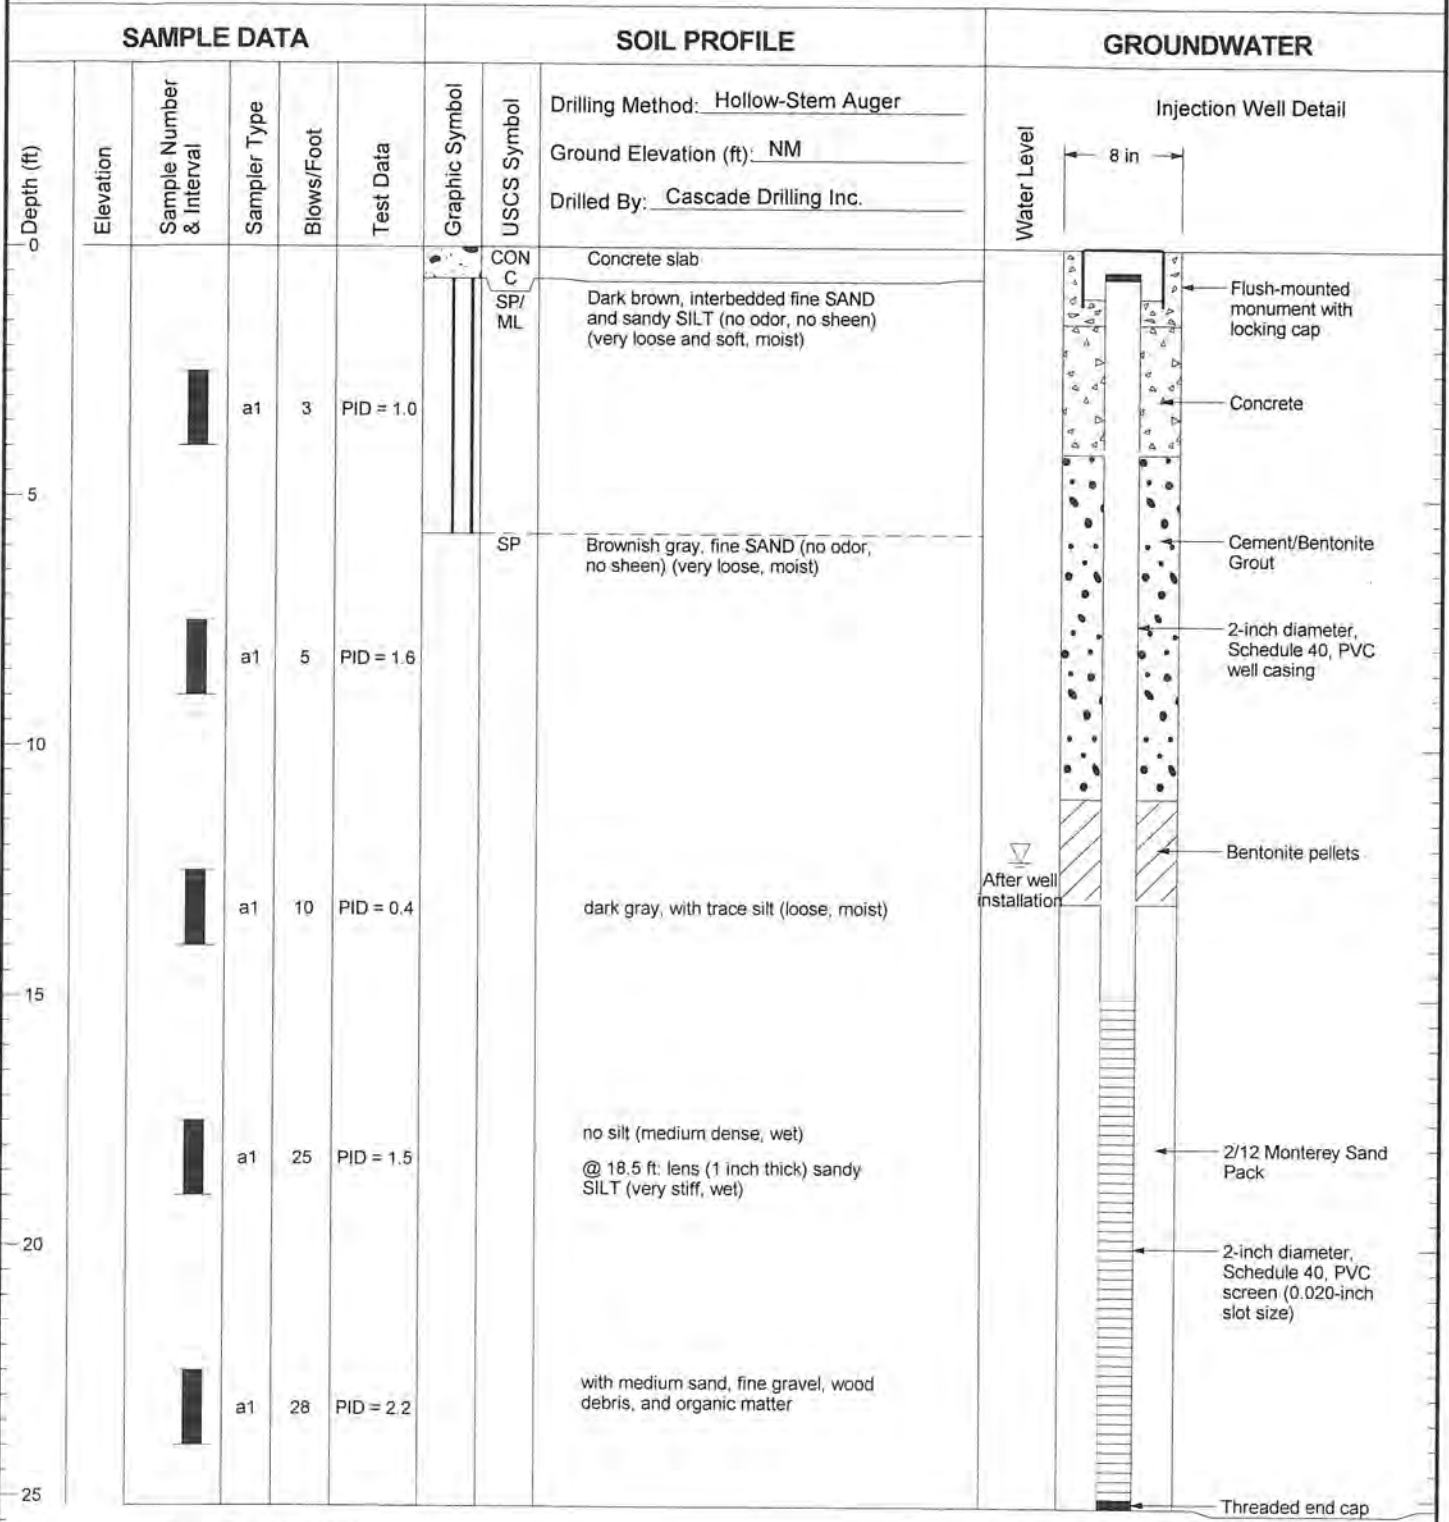 SAMPLE DATA
SOIL PROFILE
GROUNDWATER
Depth (ft)
Elevation
Sample Number
& Interval
Sampler Type
Blows/Foot
Test Data
Graphic Symbol
USCS Symbol
Drilling Method: Hollow-Stem Auger
Ground Elevation (ft): NM
Drilled By: Cascade Drilling Inc.
Water Level
Injection Well Detail
8 in
0
CON
C
Concrete slab
SP/
ML
Dark brown, interbedded fine SAND
and sandy SILT (no odor, no sheen)
(very loose and soft, moist)
Flush-mounted
monument with
locking cap
a1 3 PID = 1.0
Concrete
5
SP
Brownish gray, fine SAND (no odor,
no sheen) (very loose, moist)
Cement/Bentonite
Grout
a1 5 PID = 1.6
2-inch diameter,
Schedule 40, PVC
well casing
10
Bentonite pellets
After well
installation
a1 10 PID = 0.4
dark gray, with trace silt (loose, moist)
15
no silt (medium dense, wet)
a1 25 PID = 1.5
@ 18.5 ft: lens (1 inch thick) sandy
SILT (very stiff, wet)
2/12 Monterey Sand
Pack
20
2-inch diameter,
Schedule 40, PVC
screen (0.020-inch
slot size)
with medium sand, fine gravel, wood
debris, and organic matter
a1 28 PID = 2.2
25
Threaded end cap